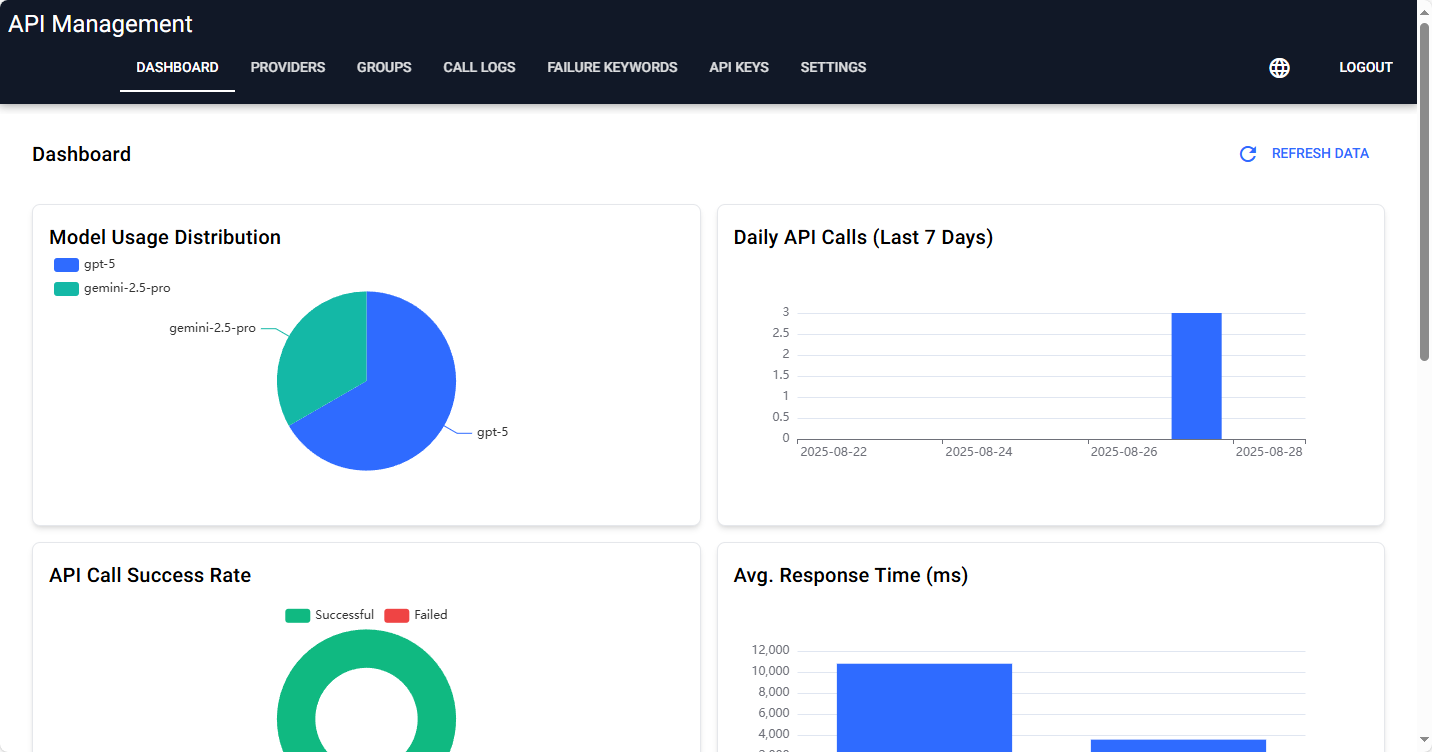 API Management
DASHBOARD PROVIDERS GROUPS CALL LOGS FAILURE KEYWORDS API KEYS SETTINGS LOGOUT
Dashboard REFRESH DATA
Model Usage Distribution
gpt-5
gemini-2.5-pro
gemini-2.5-pro
gpt-5
Daily API Calls (Last 7 Days)
3
2.5
2
1.5
1
0.5
0
2025-08-22 2025-08-24 2025-08-26 2025-08-28
API Call Success Rate
Successful Failed
Avg. Response Time (ms)
12,000
10,000
8,000
6,000
4,000